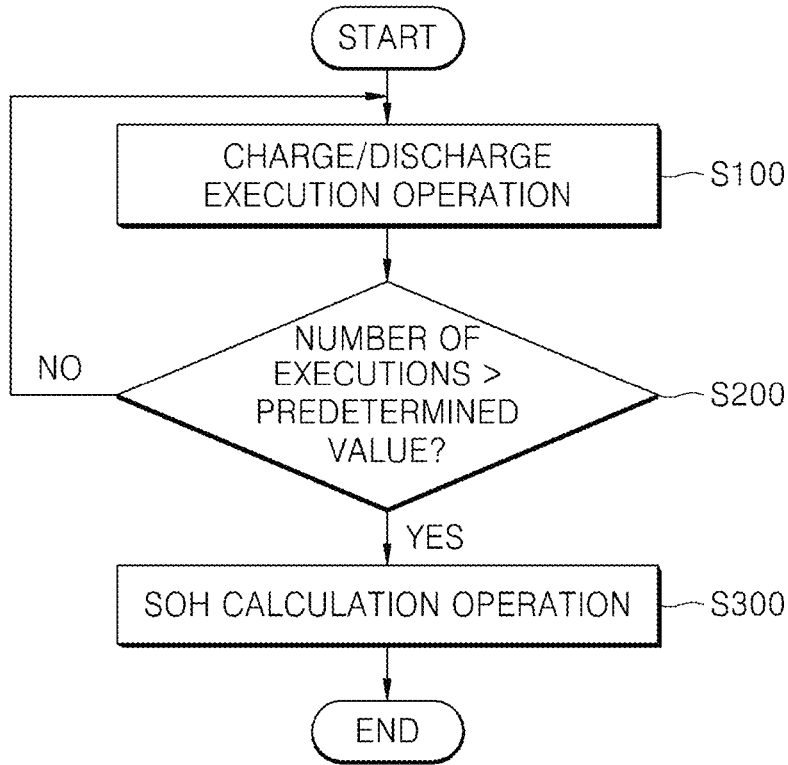 START
CHARGE/DISCHARGE
EXECUTION OPERATION
S100
NUMBER OF
EXECUTIONS >
PREDETERMINED
VALUE?
NO
S200
YES
SOH CALCULATION OPERATION
S300
END